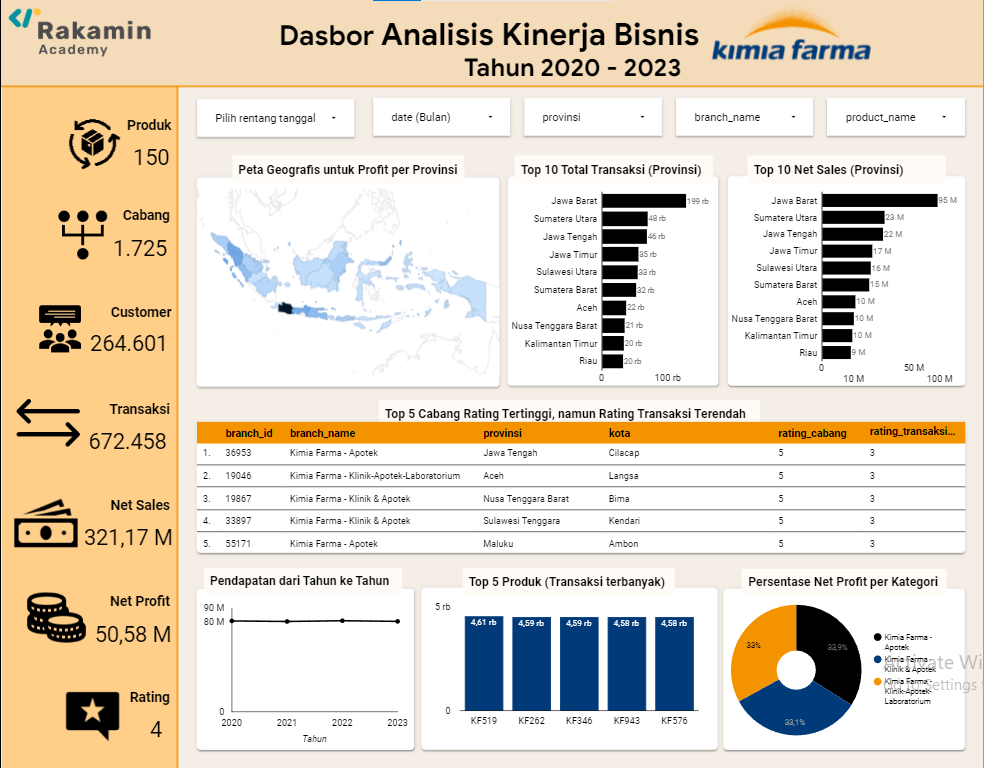 Rakamin
Academy
Dasbor Analisis Kinerja Bisnis
Tahun 2020 - 2023
kimia farma
Produk
150
Cabang
1.725
Customer
264.601
Transaksi
672.458
Net Sales
321,17 M
Net Profit
50,58 M
Rating
4
Pilih rentang tanggal
date (Bulan)
provinsi
branch_name
product_name
Peta Geografis untuk Profit per Provinsi
Top 10 Total Transaksi (Provinsi)
Jawa Barat 199 rb
Sumatera Utara 48 rb
Jawa Tengah 46 rb
Jawa Timur 35 rb
Sulawesi Utara 33 rb
Sumatera Barat 32 rb
Aceh 22 rb
Nusa Tenggara Barat 21 rb
Kalimantan Timur 20 rb
Riau 20 rb
0 100 rb
Top 10 Net Sales (Provinsi)
Jawa Barat 95 M
Sumatera Utara 23 M
Jawa Tengah 22 M
Jawa Timur 17 M
Sulawesi Utara 16 M
Sumatera Barat 15 M
Aceh 10 M
Nusa Tenggara Barat 10 M
Kalimantan Timur 10 M
Riau 9 M
0 50 M
10 M 100 M
Top 5 Cabang Rating Tertinggi, namun Rating Transaksi Terendah
branch_id branch_name provinsi kota rating_cabang rating_transaksi...
1. 36953 Kimia Farma - Apotek Jawa Tengah Cilacap 5 3
2. 19046 Kimia Farma - Klinik-Apotek-Laboratorium Aceh Langsa 5 3
3. 19867 Kimia Farma - Klinik & Apotek Nusa Tenggara Barat Bima 5 3
4. 33897 Kimia Farma - Klinik & Apotek Sulawesi Tenggara Kendari 5 3
5. 55171 Kimia Farma - Apotek Maluku Ambon 5 3
Pendapatan dari Tahun ke Tahun
90 M
80 M
0
2020 2021 2022 2023
Tahun
Top 5 Produk (Transaksi terbanyak)
5 rb
4,61 rb 4,59 rb 4,59 rb 4,58 rb 4,58 rb
0
KF519 KF262 KF346 KF943 KF576
Persentase Net Profit per Kategori
33%
33,9%
33,1%
Kimia Farma -
Apotek
Kimia Farma -
Klinik & Apotek
Kimia Farma -
Klinik-Apotek-
Laboratorium
Activate Wi
Settings